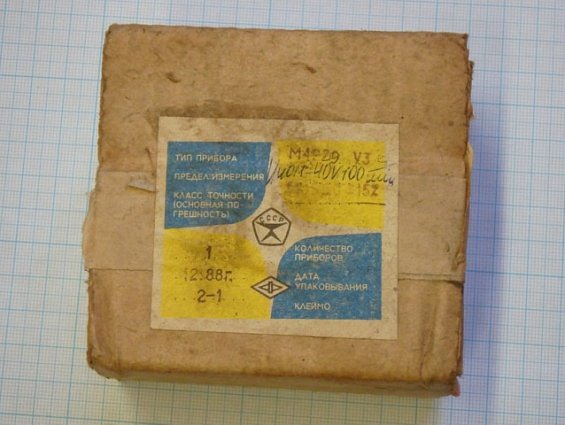 ТИП ПРИБОРА
ПРЕДЕЛ ИЗМЕРЕНИЯ
КЛАСС ТОЧНОСТИ
(ОСНОВНАЯ ПО-
ГРЕШНОСТЬ)
СССР
1
12.88г.
2-1
КОЛИЧЕСТВО
ПРИБОРОВ
ДАТА
УПАКОВЫВАНИЯ
КЛЕЙМО